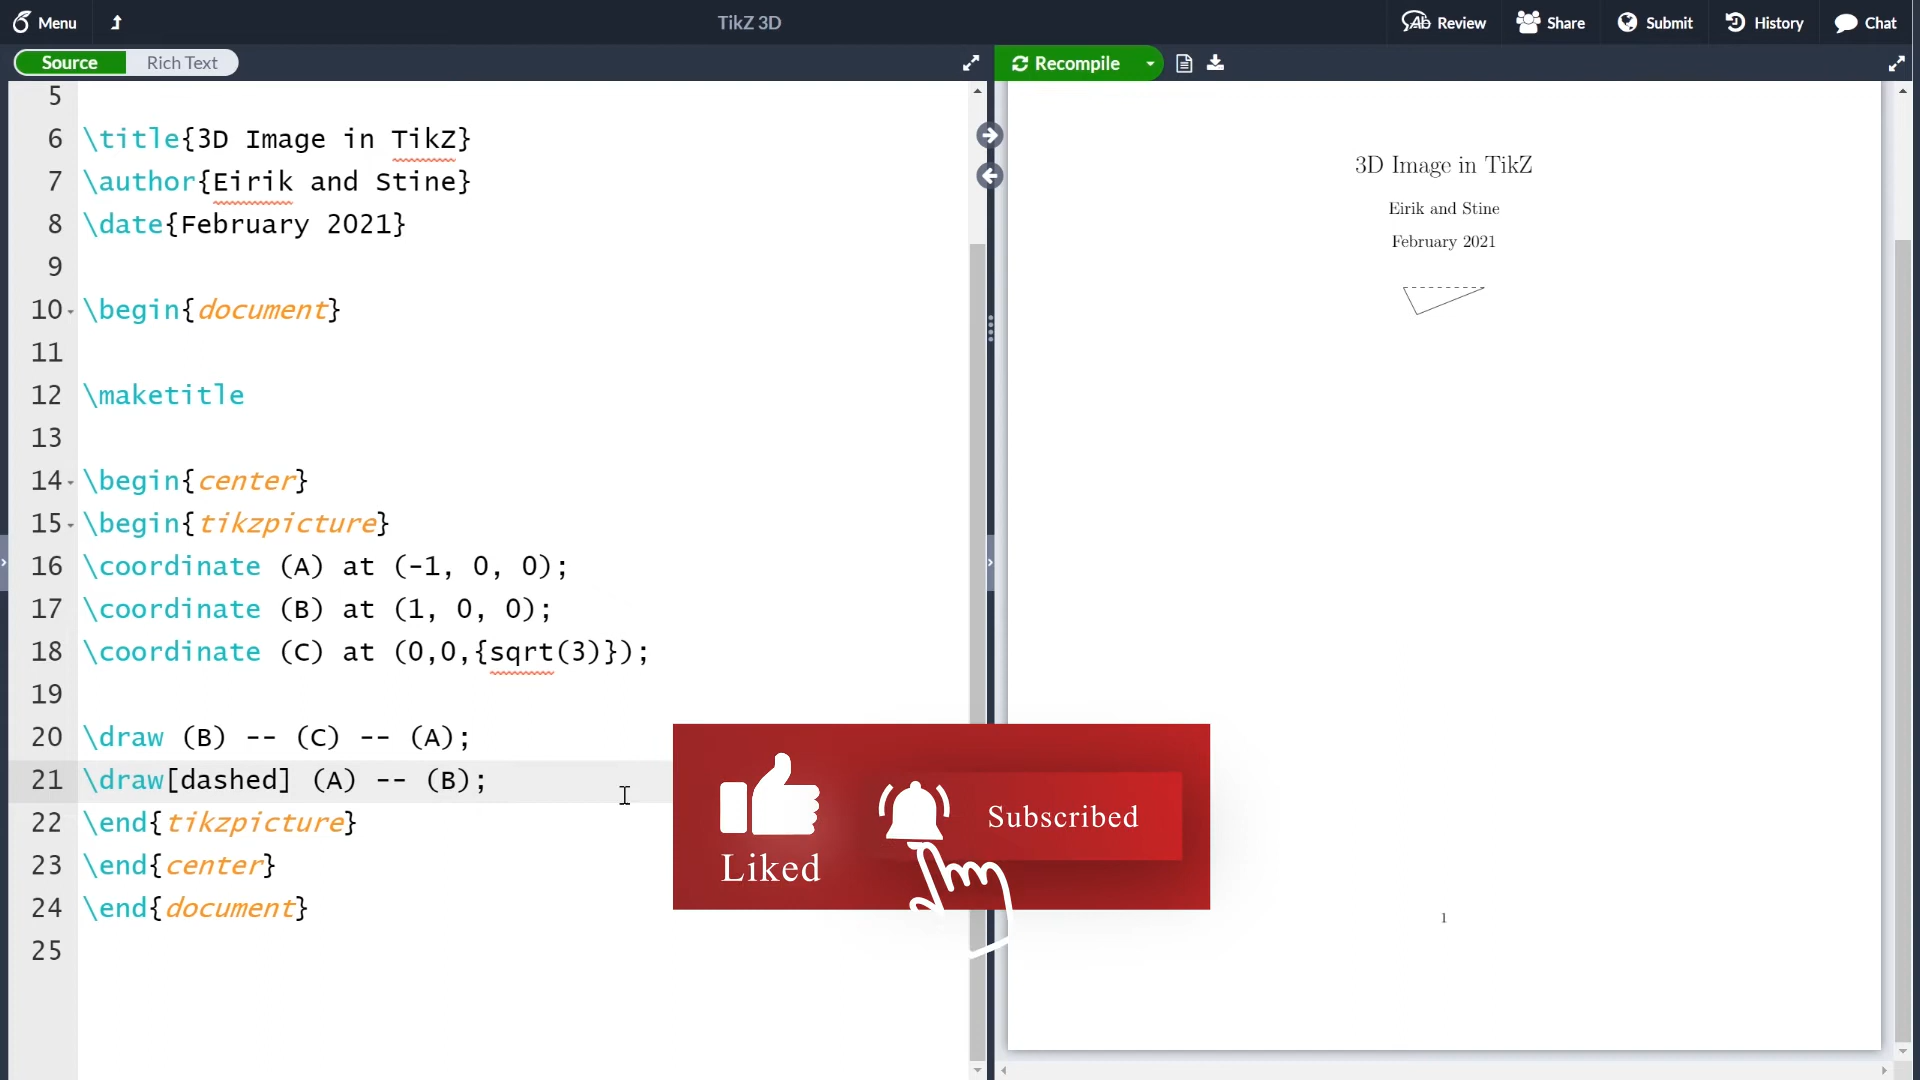 Menu
TikZ 3D
Review
Share
Submit
History
Chat
Source
Rich Text
Recompile
5
6 \title{3D Image in TikZ}
7 \author{Eirik and Stine}
8 \date{February 2021}
9
10 \begin{document}
11
12 \maketitle
13
14 \begin{center}
15 \begin{tikzpicture}
16 \coordinate (A) at (-1, 0, 0);
17 \coordinate (B) at (1, 0, 0);
18 \coordinate (C) at (0,0,{sqrt(3)});
19
20 \draw (B) -- (C) -- (A);
21 \draw[dashed] (A) -- (B);
22 \end{tikzpicture}
23 \end{center}
24 \end{document}
25
3D Image in TikZ
Eirik and Stine
February 2021
1
Liked
Subscribed